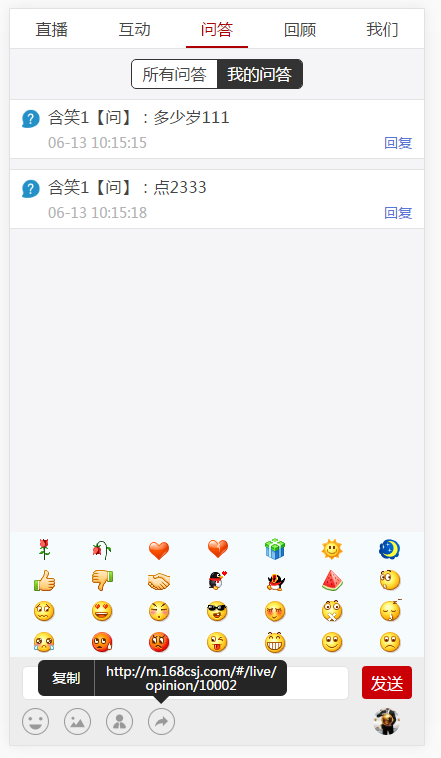 直播 互动 问答 回顾 我们
所有问答 我的问答
含笑1【问】：多少岁111
06-13 10:15:15 回复
含笑1【问】：点2333
06-13 10:15:18 回复
复制 http://m.168csj.com/#/live/
opinion/10002
发送